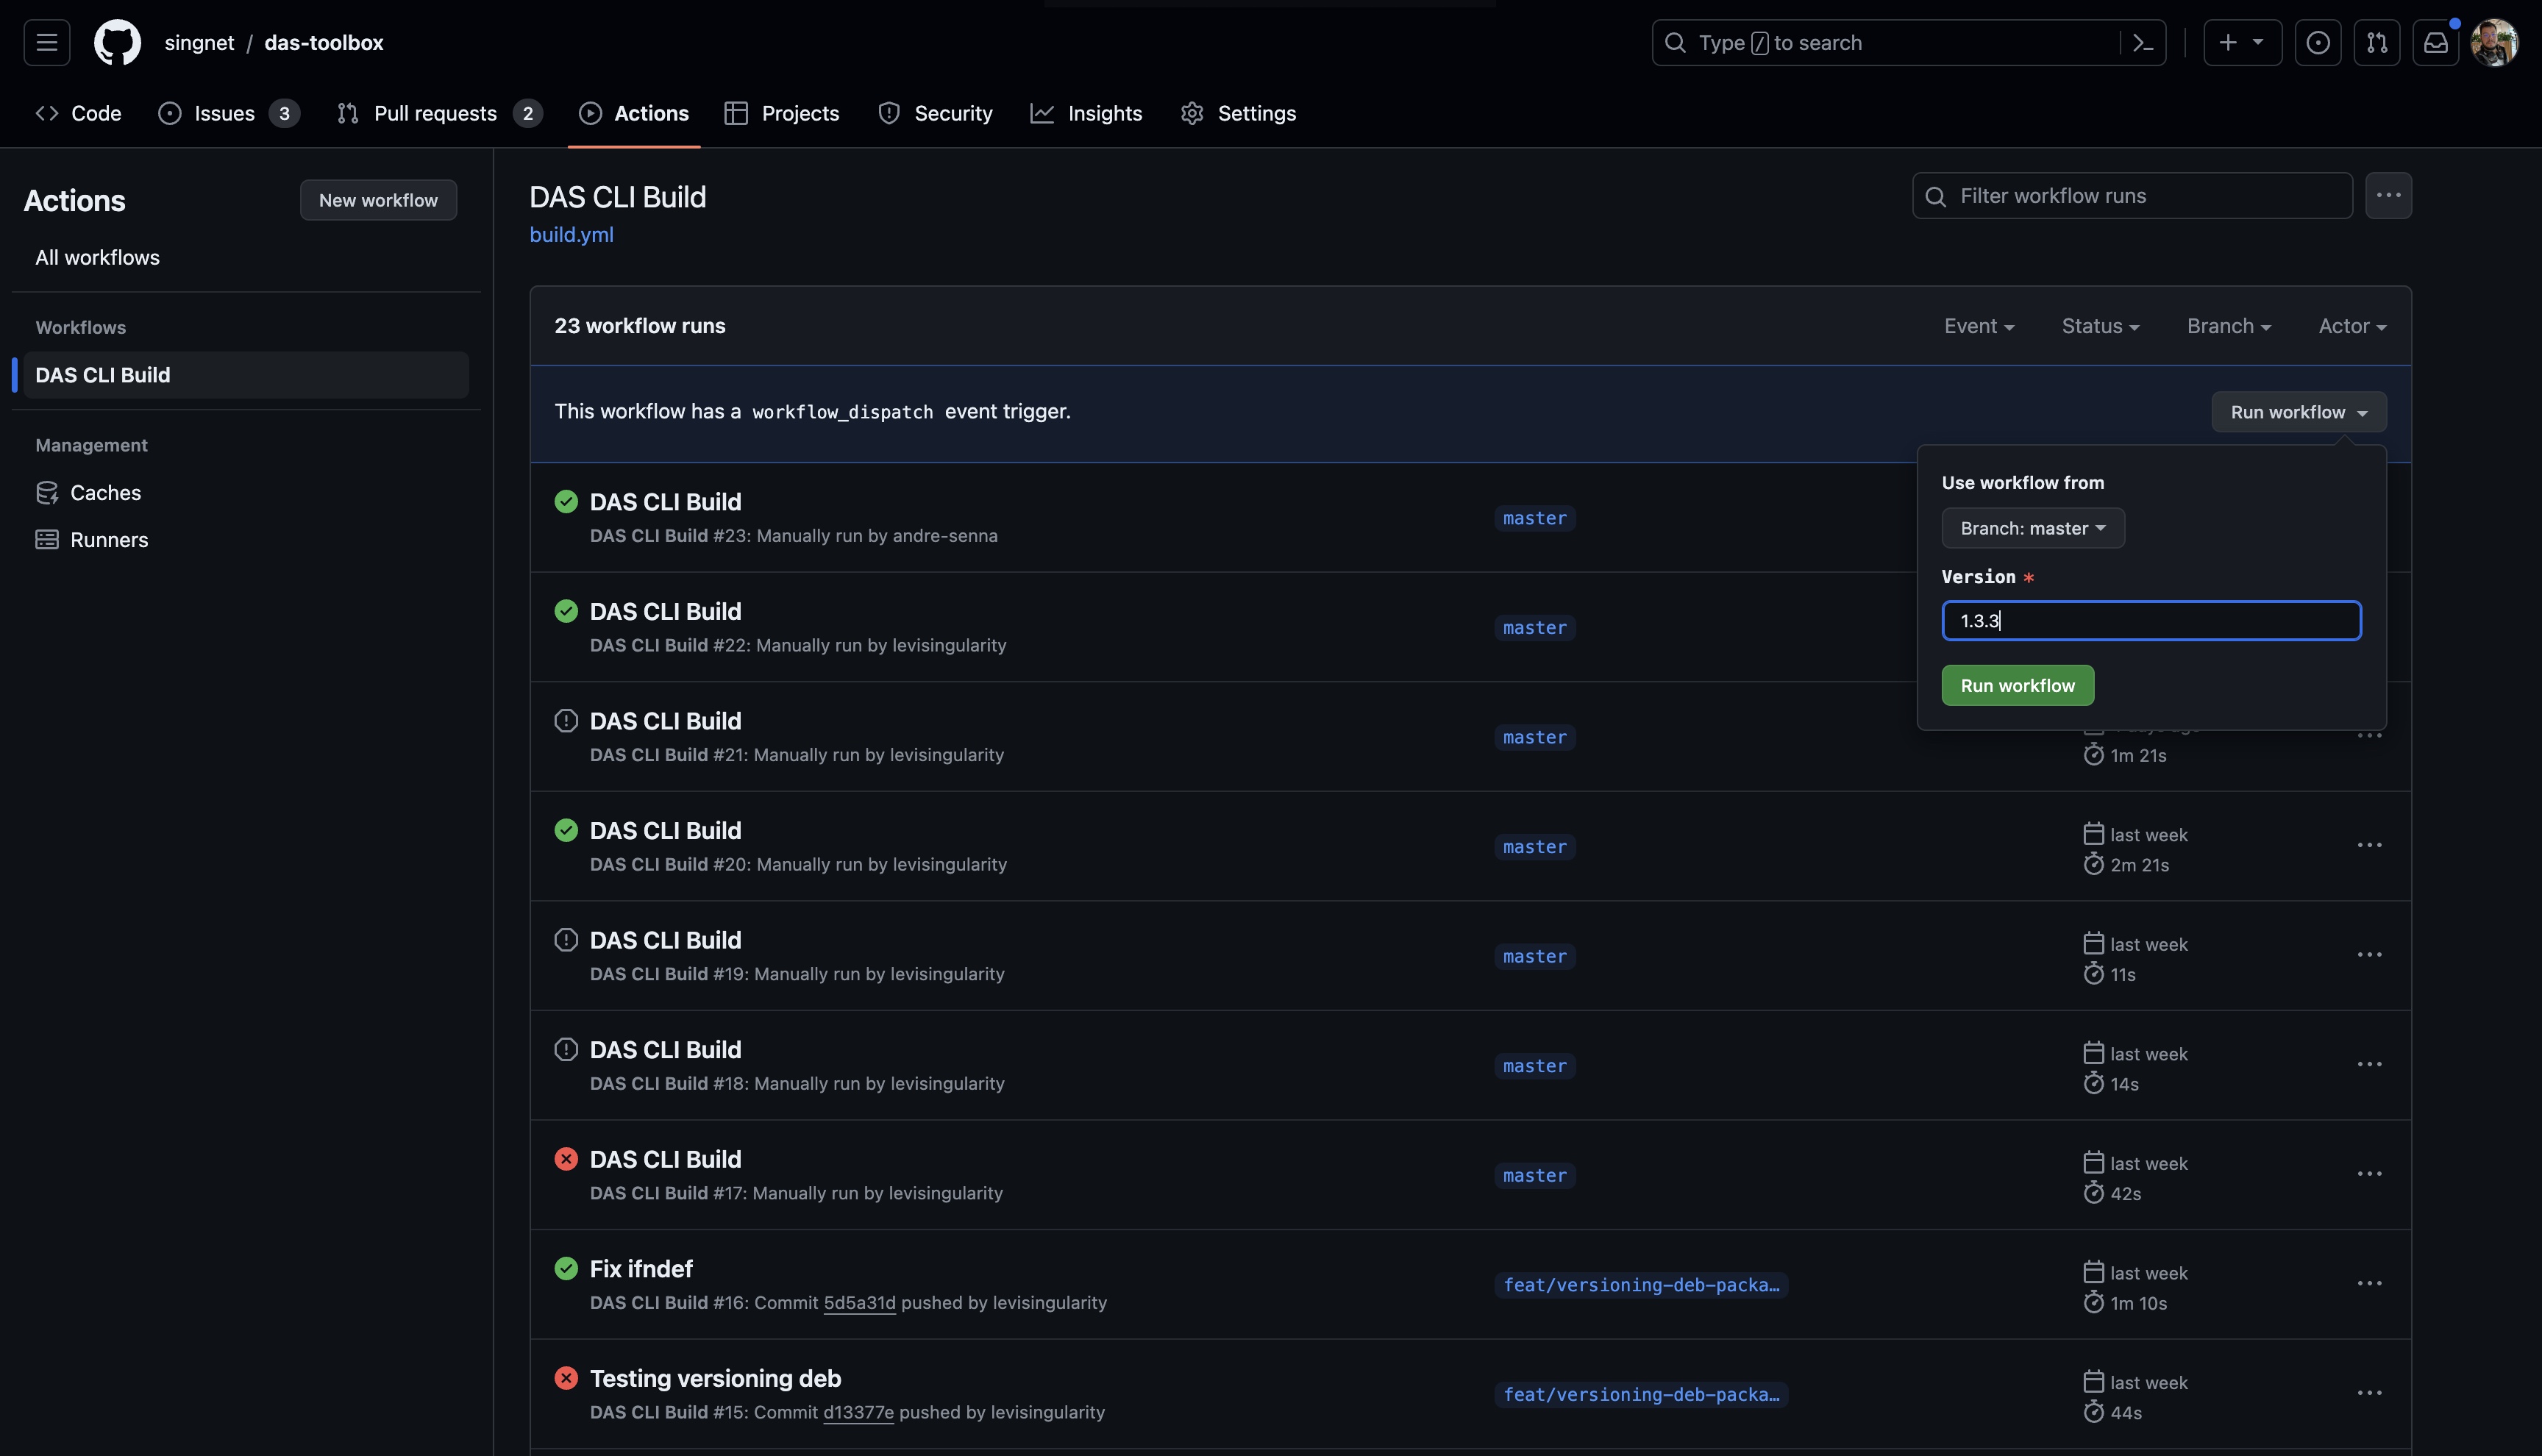 singnet / das-toolbox
Type / to search
Code
Issues 3
Pull requests 2
Actions
Projects
Security
Insights
Settings
Actions
New workflow
All workflows
Workflows
DAS CLI Build
Management
Caches
Runners
DAS CLI Build
build.yml
Filter workflow runs
23 workflow runs
Event
Status
Branch
Actor
This workflow has a workflow_dispatch event trigger.
Run workflow
Use workflow from
Branch: master
Version *
1.3.3
Run workflow
DAS CLI Build
DAS CLI Build #23: Manually run by andre-senna
master
DAS CLI Build
DAS CLI Build #22: Manually run by levisingularity
master
DAS CLI Build
DAS CLI Build #21: Manually run by levisingularity
master
1m 21s
DAS CLI Build
DAS CLI Build #20: Manually run by levisingularity
master
last week
2m 21s
DAS CLI Build
DAS CLI Build #19: Manually run by levisingularity
master
last week
11s
DAS CLI Build
DAS CLI Build #18: Manually run by levisingularity
master
last week
14s
DAS CLI Build
DAS CLI Build #17: Manually run by levisingularity
master
last week
42s
Fix ifndef
DAS CLI Build #16: Commit 5d5a31d pushed by levisingularity
feat/versioning-deb-packa…
last week
1m 10s
Testing versioning deb
DAS CLI Build #15: Commit d13377e pushed by levisingularity
feat/versioning-deb-packa…
last week
44s